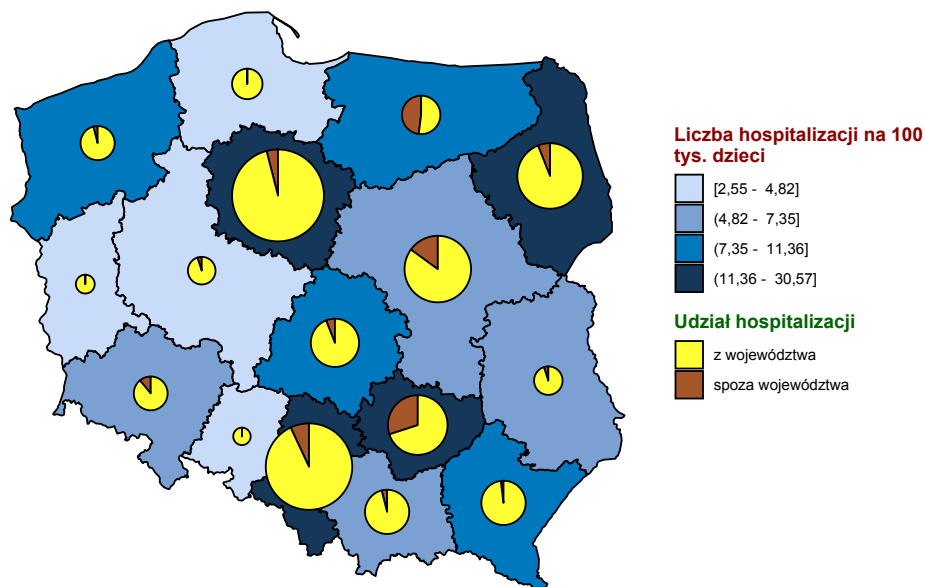 Liczba hospitalizacji na 100
tys. dzieci
[2,55 - 4,82]
(4,82 - 7,35]
(7,35 - 11,36]
(11,36 - 30,57]
Udział hospitalizacji
z województwa
spoza województwa